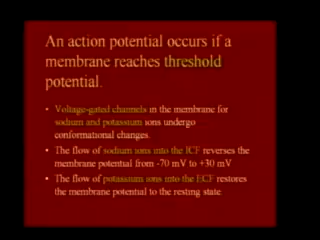 An action potential occurs if a
membrane reaches threshold
potential.
• Voltage-gated channels in the membrane for
sodium and potassium ions undergo
conformational changes.
• The flow of sodium ions into the ICF reverses the
membrane potential from -70 mV to +30 mV
• The flow of potassium ions into the ECF restores
the membrane potential to the resting state.